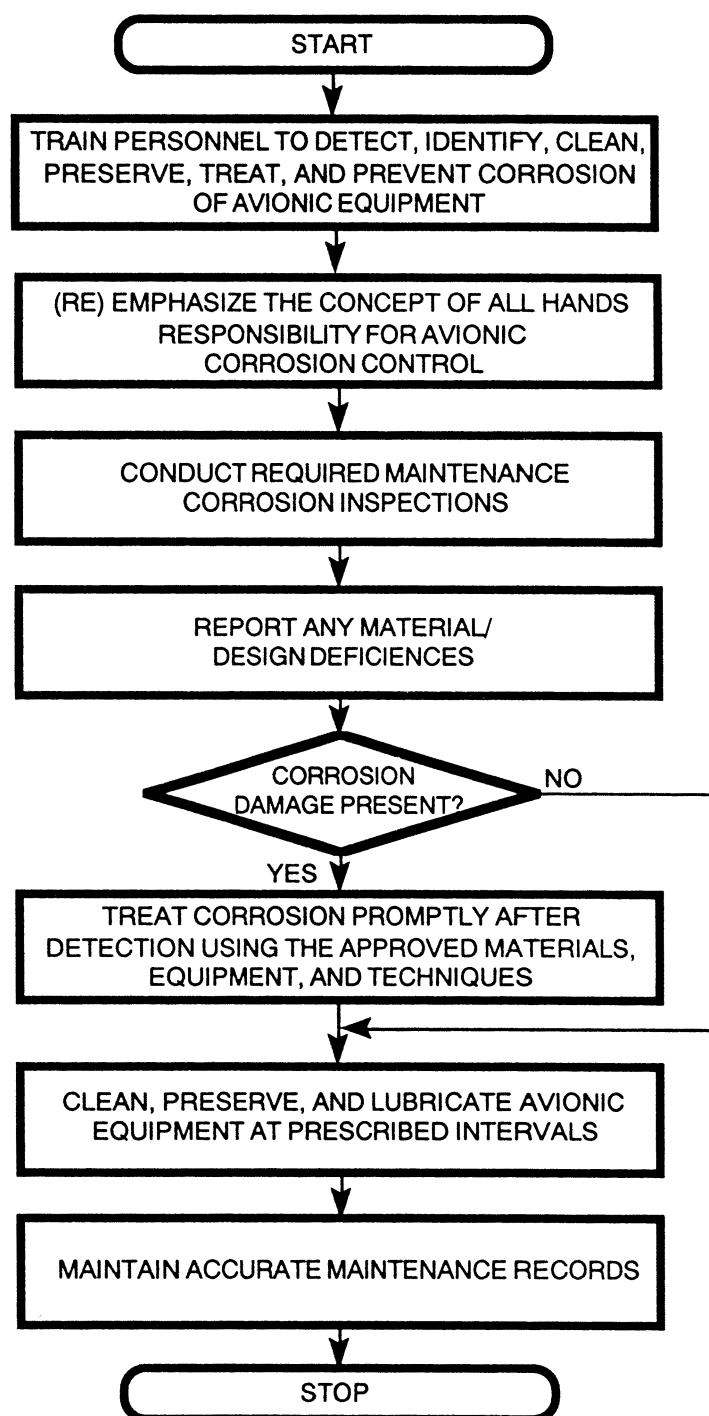 START
TRAIN PERSONNEL TO DETECT, IDENTIFY, CLEAN,
PRESERVE, TREAT, AND PREVENT CORROSION
OF AVIONIC EQUIPMENT
(RE) EMPHASIZE THE CONCEPT OF ALL HANDS
RESPONSIBILITY FOR AVIONIC
CORROSION CONTROL
CONDUCT REQUIRED MAINTENANCE
CORROSION INSPECTIONS
REPORT ANY MATERIAL/
DESIGN DEFICIENCES
CORROSION
DAMAGE PRESENT?
NO
YES
TREAT CORROSION PROMPTLY AFTER
DETECTION USING THE APPROVED MATERIALS,
EQUIPMENT, AND TECHNIQUES
CLEAN, PRESERVE, AND LUBRICATE AVIONIC
EQUIPMENT AT PRESCRIBED INTERVALS
MAINTAIN ACCURATE MAINTENANCE RECORDS
STOP